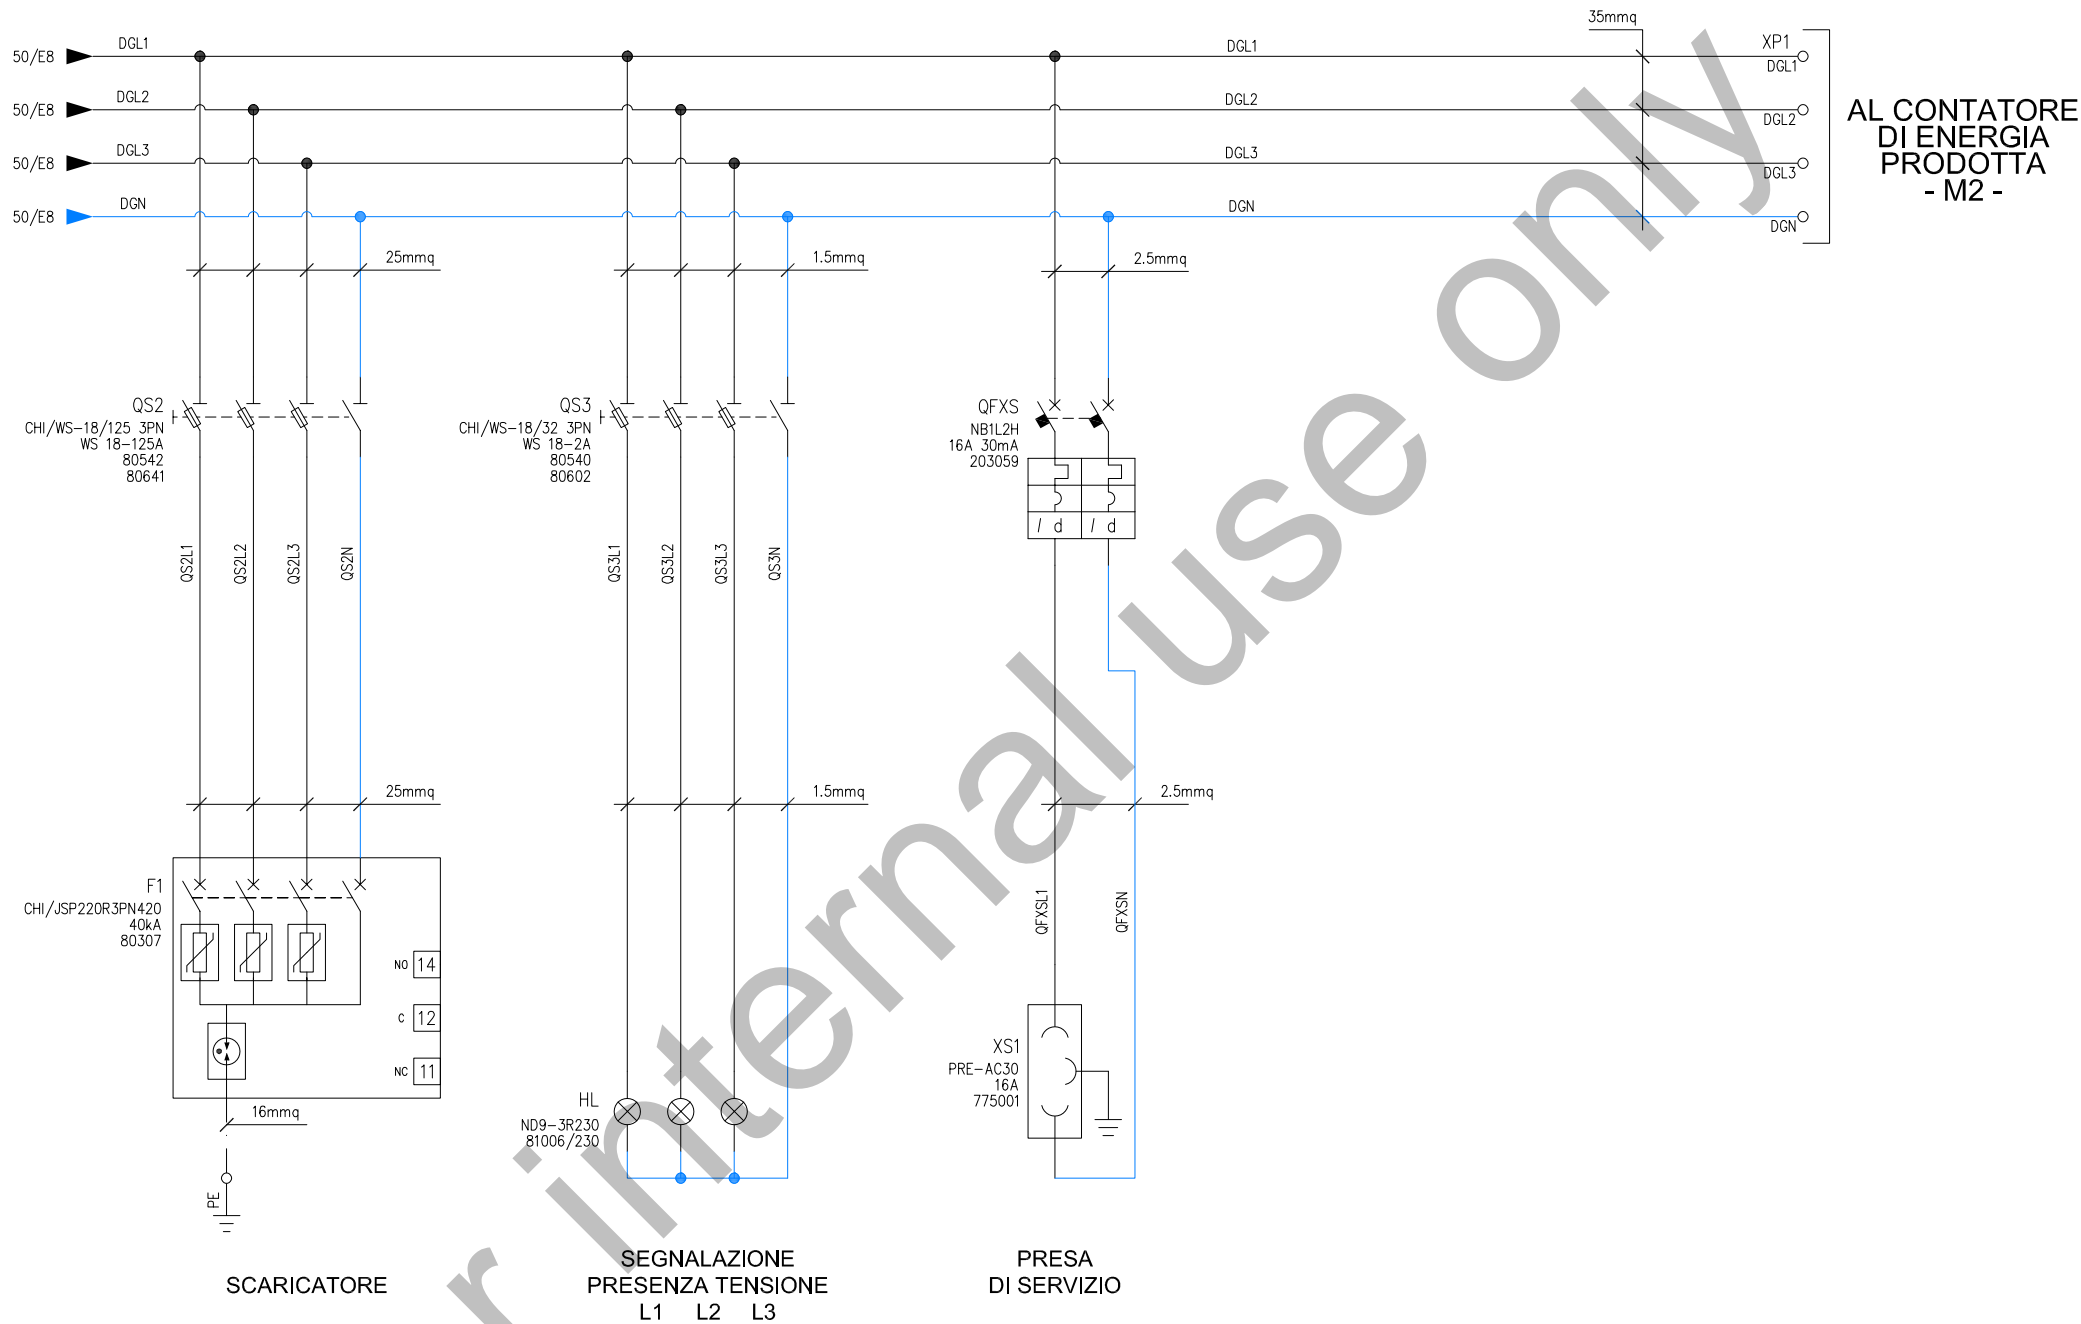 35mmq
50/E8
DGL1
DGL1
XP1
DGL1
50/E8
DGL2
DGL2
DGL2
50/E8
DGL3
DGL3
DGL3
50/E8
DGN
DGN
DGN
AL CONTATORE
DI ENERGIA
PRODOTTA
- M2 -
25mmq
1.5mmq
2.5mmq
QS2
CHI/WS-18/125 3PN
WS 18-125A
80542
80641
QS3
CHI/WS-18/32 3PN
WS 18-2A
80540
80602
QFXS
NB1L2H
16A 30mA
203059
I d
I d
QS2L1
QS2L2
QS2L3
QS2N
QS3L1
QS3L2
QS3L3
QS3N
25mmq
1.5mmq
2.5mmq
F1
CHI/JSP220R3PN420
40kA
80307
NO 14
C 12
NC 11
QFXSL1
QFXSN
16mmq
PE
HL
ND9-3R230
81006/230
XS1
PRE-AC30
16A
775001
SCARICATORE
SEGNALAZIONE
PRESENZA TENSIONE
L1 L2 L3
PRESA
DI SERVIZIO
r internal use only